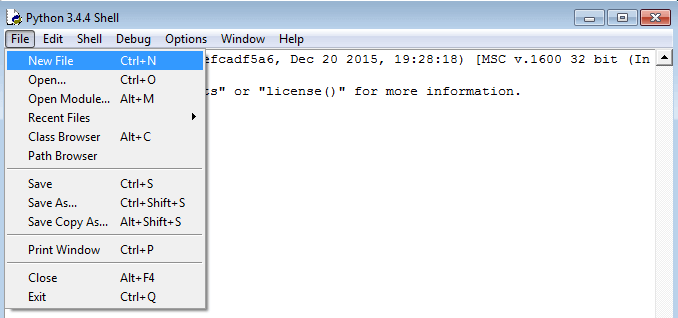 Python 3.4.4 Shell
File Edit Shell Debug Options Window Help
New File Ctrl+N
efcadf5a6, Dec 20 2015, 19:28:18) [MSC v.1600 32 bit (In
Open... Ctrl+O
Open Module... Alt+M
ts" or "license()" for more information.
Recent Files
Class Browser Alt+C
Path Browser
Save Ctrl+S
Save As... Ctrl+Shift+S
Save Copy As... Alt+Shift+S
Print Window Ctrl+P
Close Alt+F4
Exit Ctrl+Q